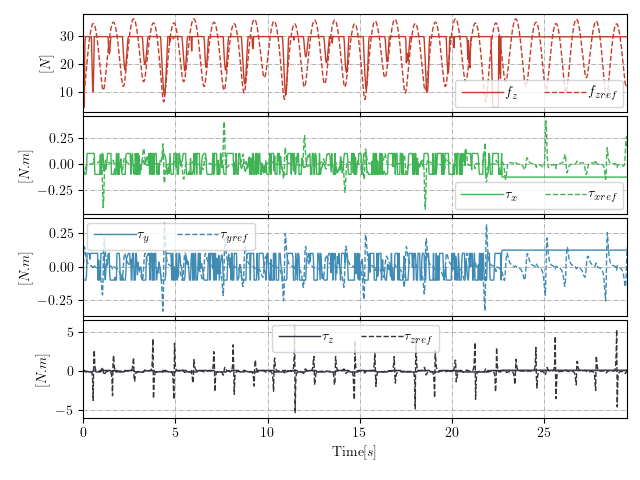 [N]
30
20
10
f_z
f_zref
[N.m]
0.25
0.00
−0.25
τ_x
τ_xref
[N.m]
0.25
0.00
−0.25
τ_y
τ_yref
[N.m]
5
0
−5
τ_z
τ_zref
0 5 10 15 20 25
Time[s]